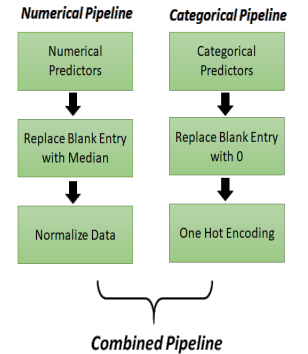 Numerical Pipeline
Numerical
Predictors
Replace Blank Entry
with Median
Normalize Data
Categorical Pipeline
Categorical
Predictors
Replace Blank Entry
with 0
One Hot Encoding
Combined Pipeline